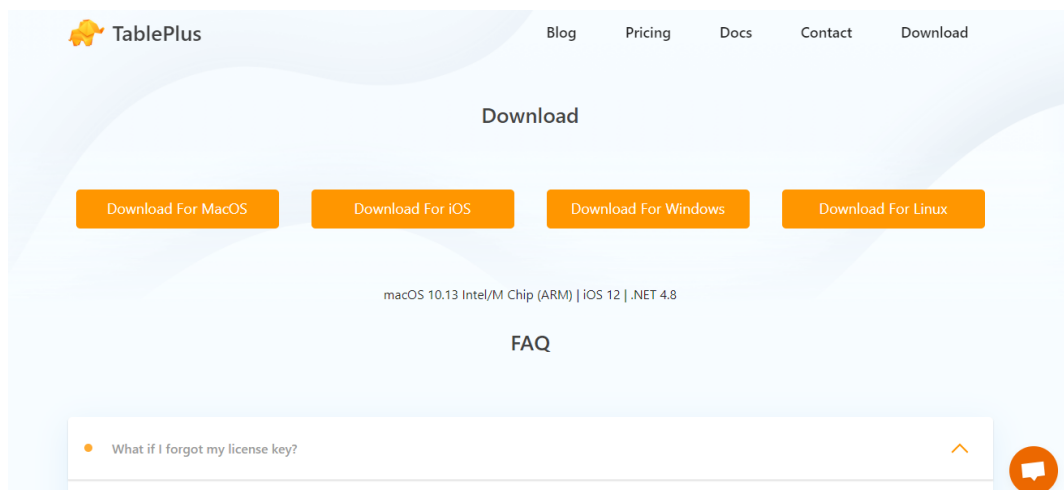 TablePlus Blog Pricing Docs Contact Download
Download
Download For MacOS Download For iOS Download For Windows Download For Linux
macOS 10.13 Intel/M Chip (ARM) | iOS 12 | .NET 4.8
FAQ
What if I forgot my license key?